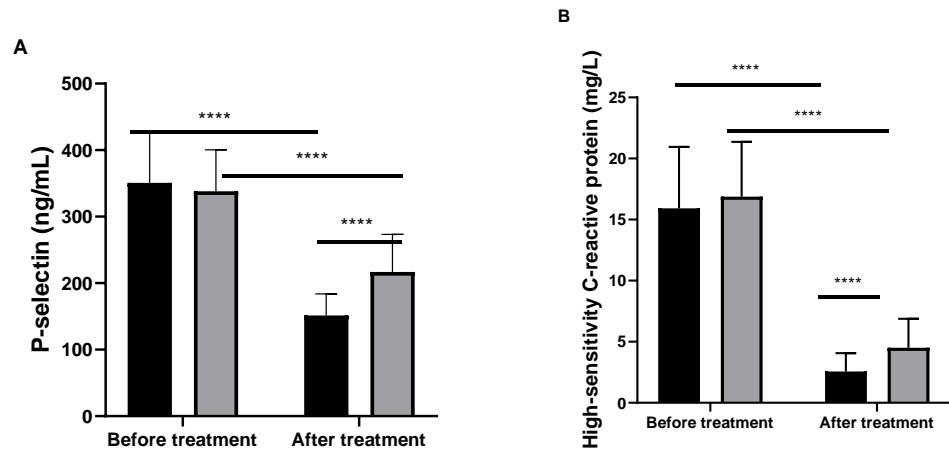 A
P-selectin (ng/mL)
500
400
300
200
100
0
****
****
****
Before treatment
After treatment
B
High-sensitivity C-reactive protein (mg/L)
25
20
15
10
5
0
****
****
****
Before treatment
After treatment